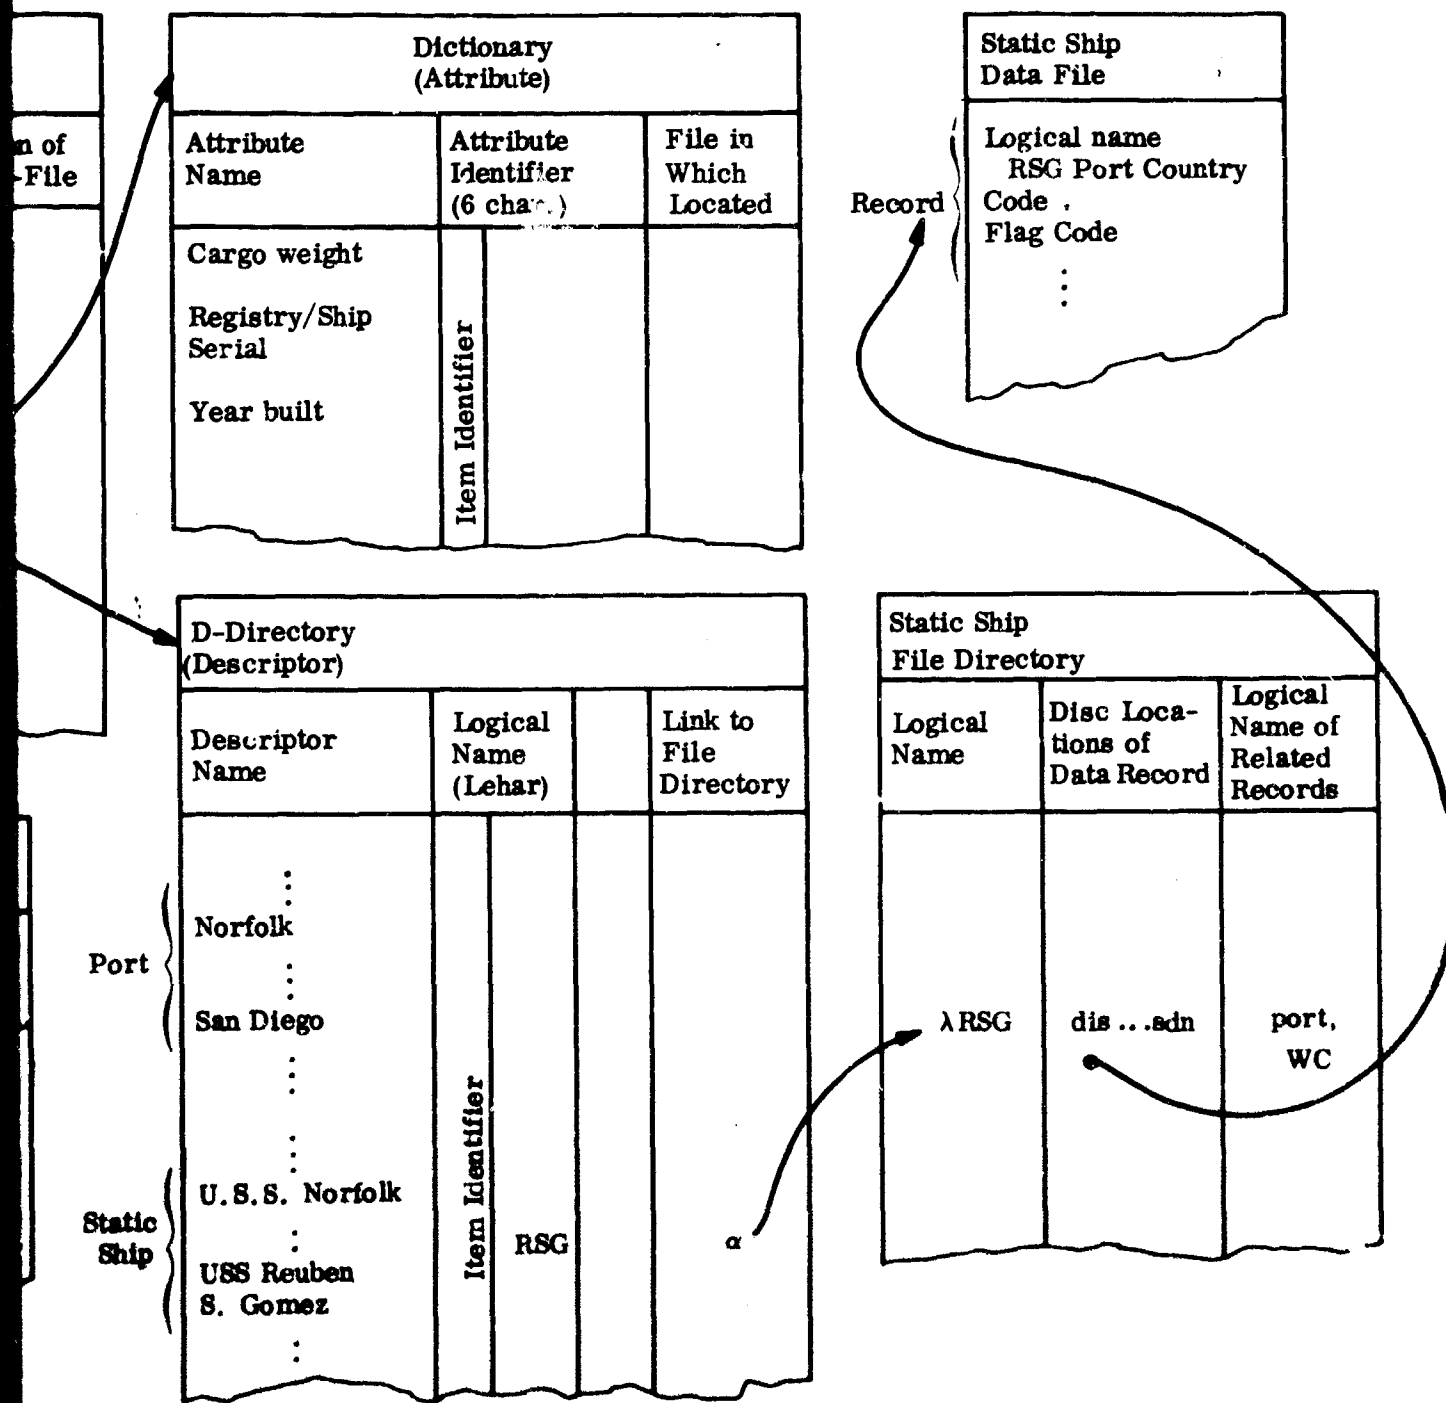 n of
-File
Dictionary
(Attribute)
Attribute
Name
Attribute
Identifier
(6 char.)
File in
Which
Located
Cargo weight
Registry/Ship
Serial
Year built
Item Identifier
Static Ship
Data File
Record
Logical name
RSG Port Country
Code .
Flag Code
⋮
D-Directory
(Descriptor)
Descriptor
Name
Logical
Name
(Lehar)
Link to
File
Directory
Port
⋮
Norfolk
⋮
San Diego
⋮
⋮
Static
Ship
U.S.S. Norfolk
⋮
USS Reuben
S. Gomez
⋮
Item Identifier
RSG
α
Static Ship
File Directory
Logical
Name
Disc Loca-
tions of
Data Record
Logical
Name of
Related
Records
λRSG
dis...sdn
port,
WC